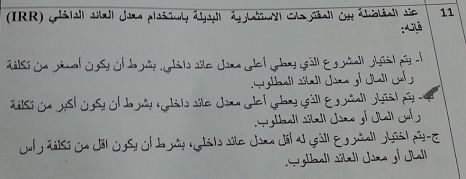 11 عند المفاضلة بين المقترحات الاستثمارية البديلة باستخدام معدل العائد الداخلي (IRR)
فإنه:
أ- يتم اختيار المشروع الذي يعطي أعلى معدل عائد داخلي. بشرط أن يكون أصغر من تكلفة
رأس المال أو معدل العائد المطلوب.
ب- يتم اختيار المشروع الذي يعطي أعلى معدل عائد داخلي، بشرط أن يكون أكبر من تكلفة
رأس المال أو معدل العائد المطلوب.
ج- يتم اختيار المشروع الذي له أقل معدل عائد داخلي، بشرط أن يكون اقل من تكلفة رأس
المال أو معدل العائد المطلوب.